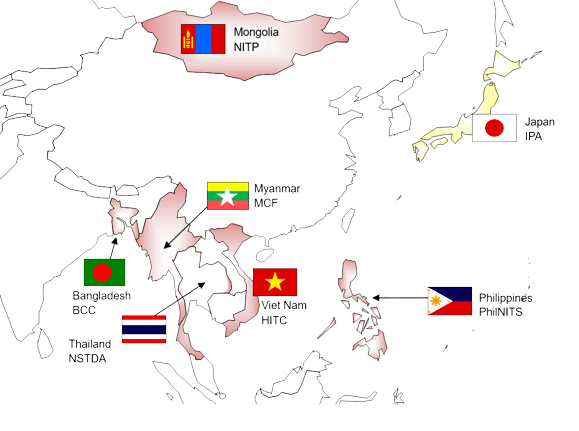 Mongolia
NITP
Japan
IPA
Myanmar
MCF
Bangladesh
BCC
Viet Nam
HITC
Philippines
PhilNITS
Thailand
NSTDA